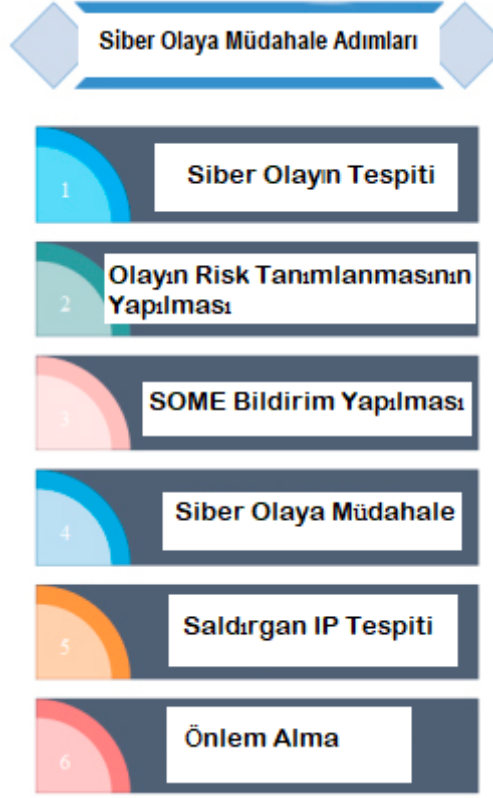 Siber Olaya Müdahale Adımları
1
Siber Olayın Tespiti
2
Olayın Risk Tanımlanmasının
Yapılması
3
SOME Bildirim Yapılması
4
Siber Olaya Müdahale
5
Saldırgan IP Tespiti
6
Önlem Alma